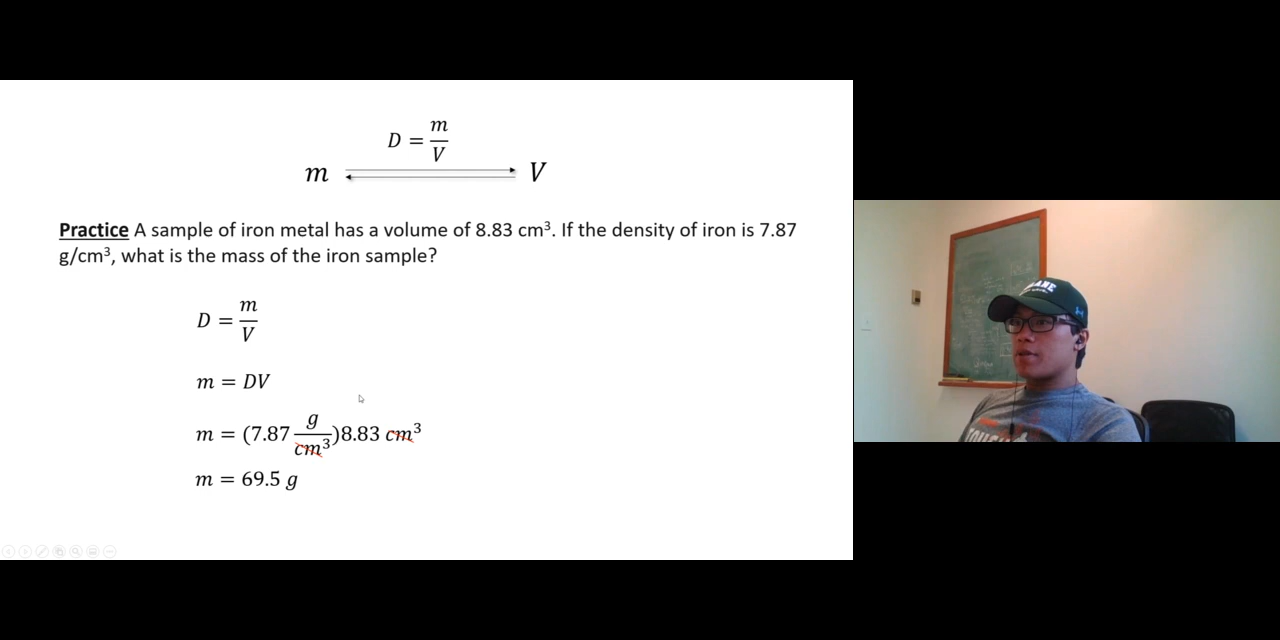 D = m/V
m ⇄ V
Practice A sample of iron metal has a volume of 8.83 cm³. If the density of iron is 7.87
g/cm³, what is the mass of the iron sample?
D = m/V
m = DV
m = (7.87 g/cm³)8.83 cm³
m = 69.5 g